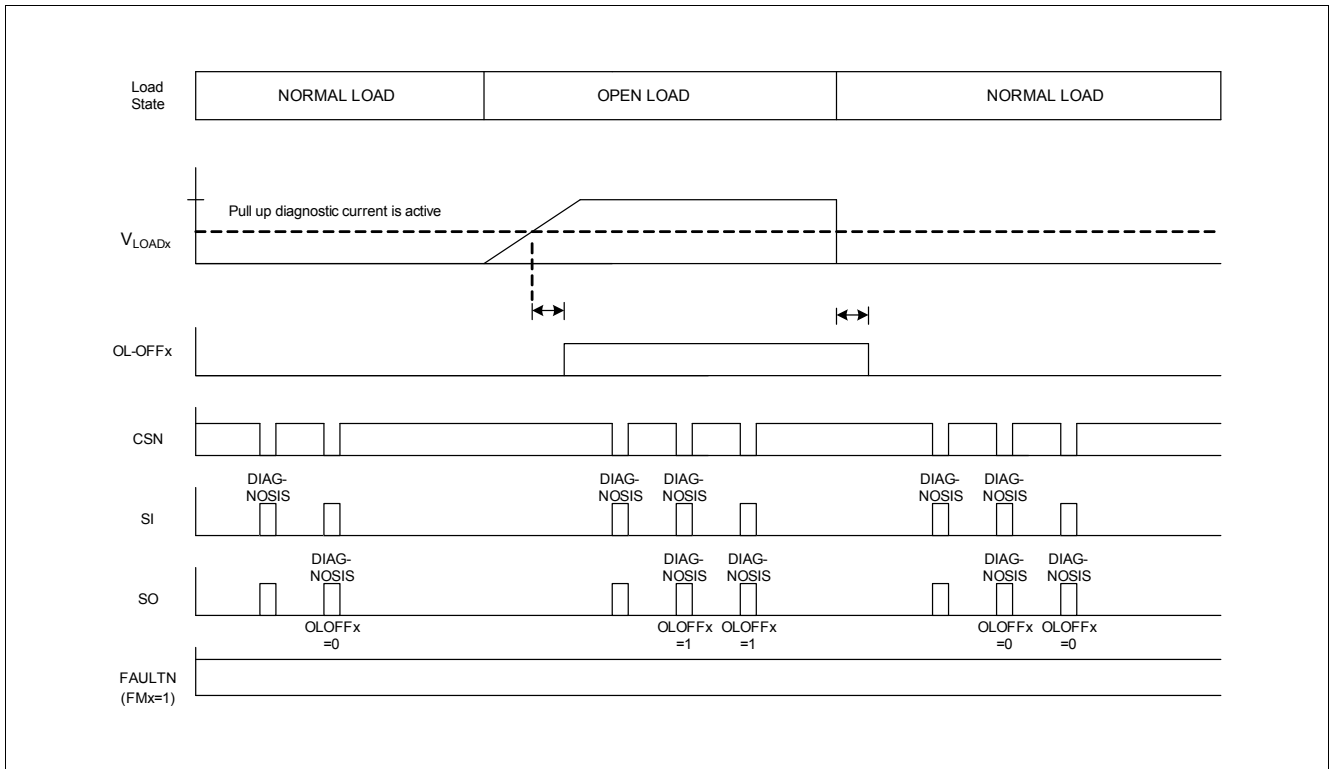 Load
State
NORMAL LOAD
OPEN LOAD
NORMAL LOAD
Pull up diagnostic current is active
VLOADx
OL-OFFx
CSN
DIAG-
NOSIS
DIAG-
NOSIS
DIAG-
NOSIS
DIAG-
NOSIS
DIAG-
NOSIS
SI
DIAG-
NOSIS
DIAG-
NOSIS
DIAG-
NOSIS
DIAG-
NOSIS
DIAG-
NOSIS
SO
OLOFFx
=0
OLOFFx
=1
OLOFFx
=1
OLOFFx
=0
OLOFFx
=0
FAULTN
(FMx=1)